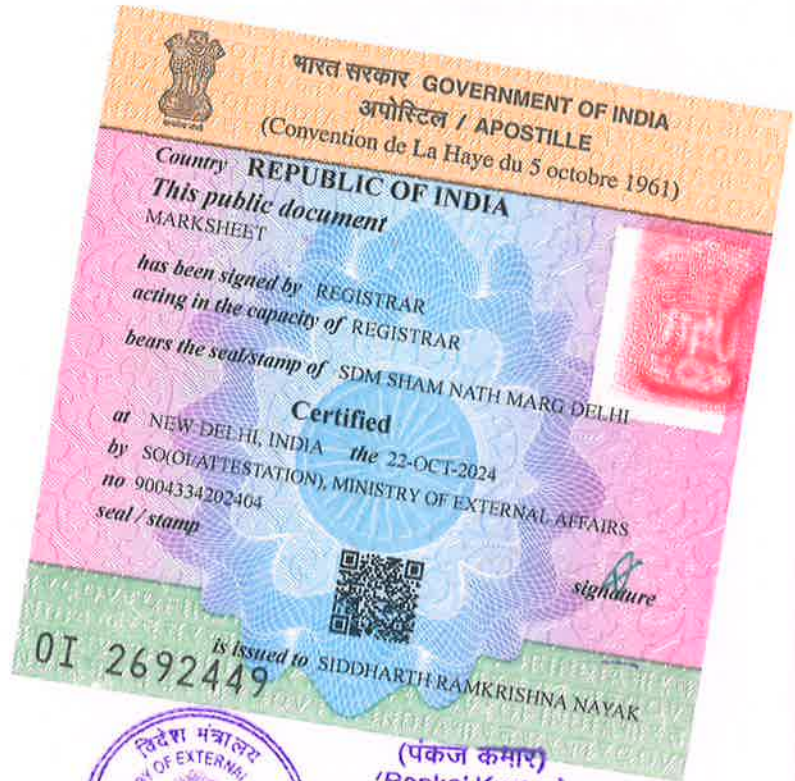 भारत सरकार GOVERNMENT OF INDIA
अपोस्टिल / APOSTILLE
(Convention de La Haye du 5 octobre 1961)
Country REPUBLIC OF INDIA
This public document
MARKSHEET
has been signed by REGISTRAR
acting in the capacity of REGISTRAR
bears the seal/stamp of SDM SHAM NATH MARG DELHI
Certified
at NEW DELHI, INDIA the 22-OCT-2024
by SO(OI/ATTESTATION), MINISTRY OF EXTERNAL AFFAIRS
no 9004334202404
seal / stamp
signature
is issued to SIDDHARTH RAMKRISHNA NAYAK
OI 2692449
विदेश मंत्रालय
OF EXTERNAL
(पंकज कुमार)